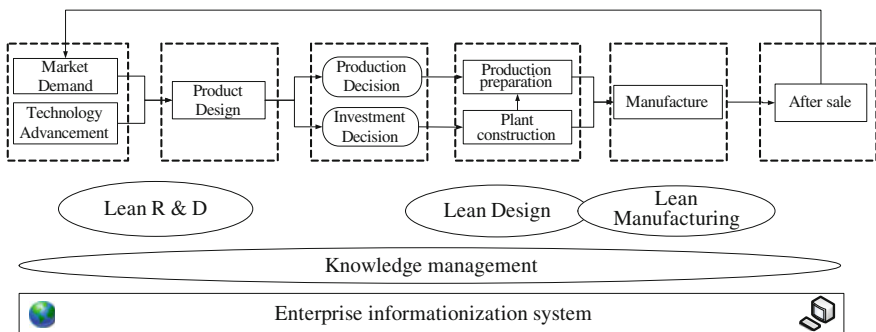 Market
Demand
Technology
Advancement
Product
Design
Production
Decision
Investment
Decision
Production
preparation
Plant
construction
Manufacture
After sale
Lean R & D
Lean Design
Lean
Manufacturing
Knowledge management
Enterprise informationization system